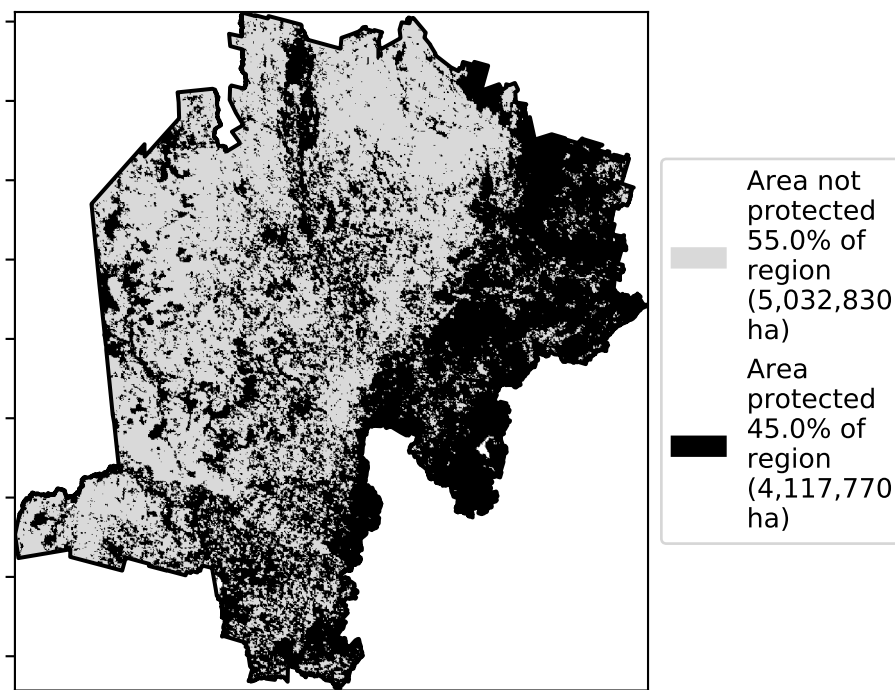 Area not
protected
55.0% of
region
(5,032,830
ha)
Area
protected
45.0% of
region
(4,117,770
ha)